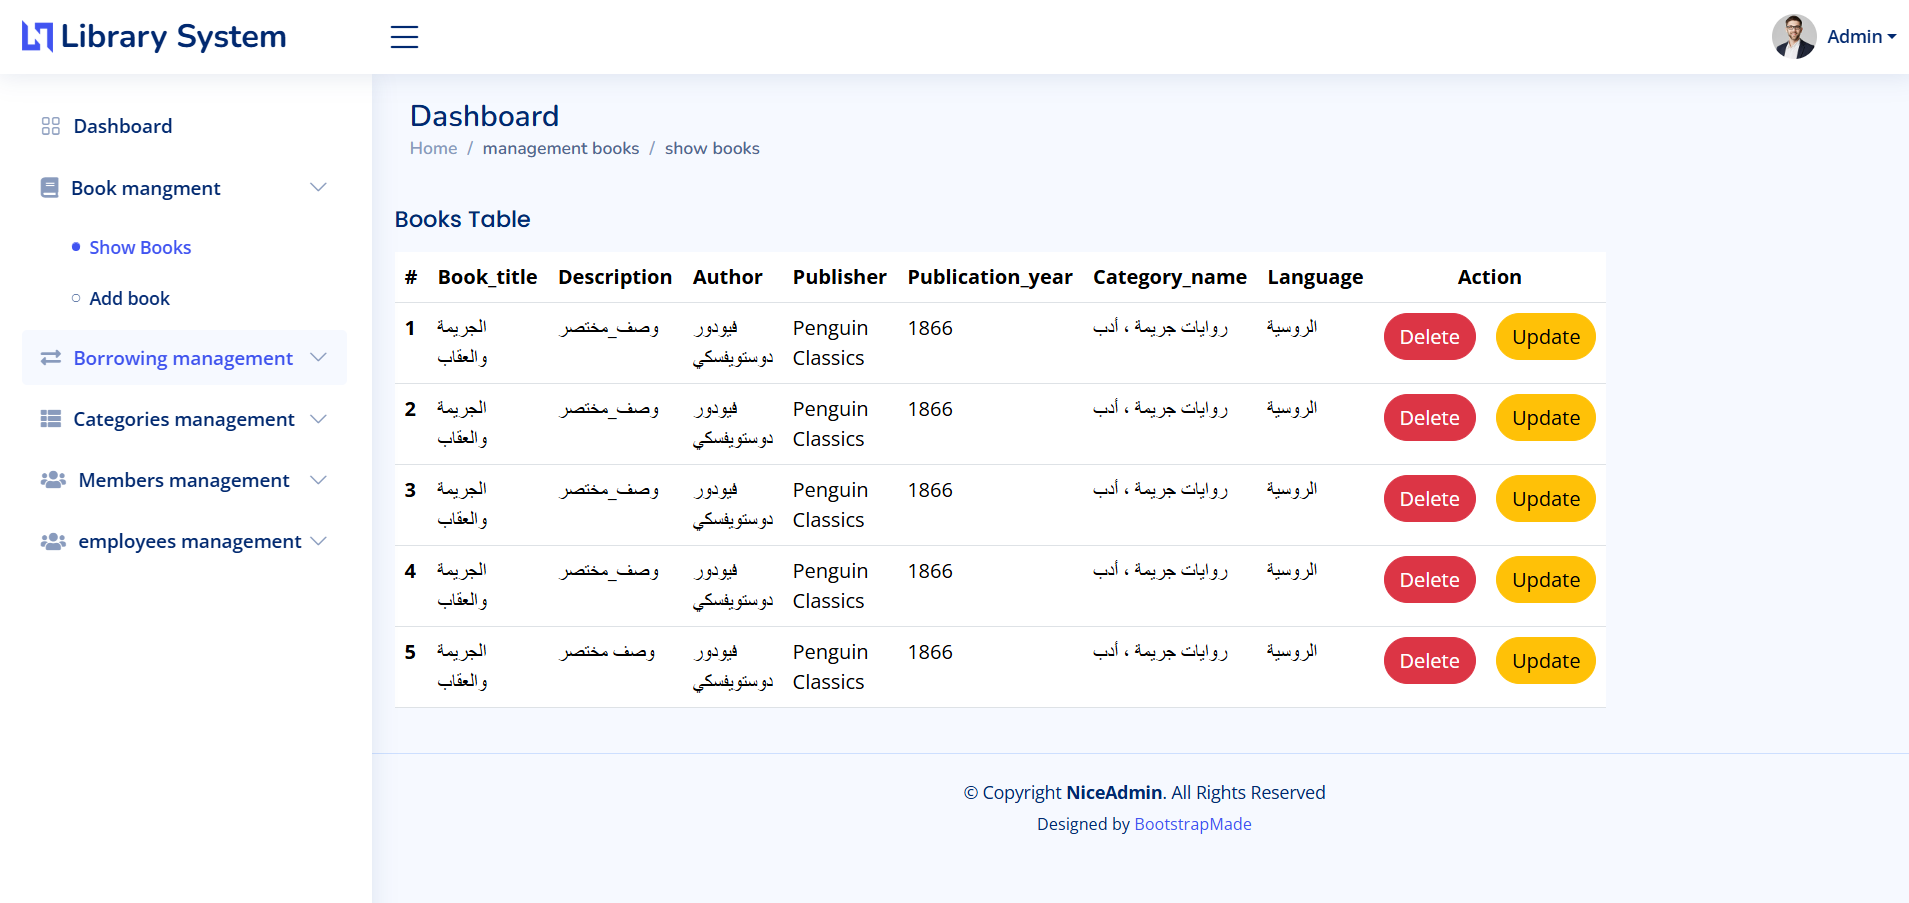 Library System
Admin
Dashboard
Book mangment
Show Books
Add book
Borrowing management
Categories management
Members management
employees management
Dashboard
Home / management books / show books
Books Table
# Book_title Description Author Publisher Publication_year Category_name Language Action
1 الجريمة والعقاب وصف_مختصر فيودور دوستويفسكي Penguin Classics 1866 روايات جريمة ، أدب الروسية Delete Update
2 الجريمة والعقاب وصف_مختصر فيودور دوستويفسكي Penguin Classics 1866 روايات جريمة ، أدب الروسية Delete Update
3 الجريمة والعقاب وصف_مختصر فيودور دوستويفسكي Penguin Classics 1866 روايات جريمة ، أدب الروسية Delete Update
4 الجريمة والعقاب وصف_مختصر فيودور دوستويفسكي Penguin Classics 1866 روايات جريمة ، أدب الروسية Delete Update
5 الجريمة والعقاب وصف مختصر فيودور دوستويفسكي Penguin Classics 1866 روايات جريمة ، أدب الروسية Delete Update
© Copyright NiceAdmin. All Rights Reserved
Designed by BootstrapMade